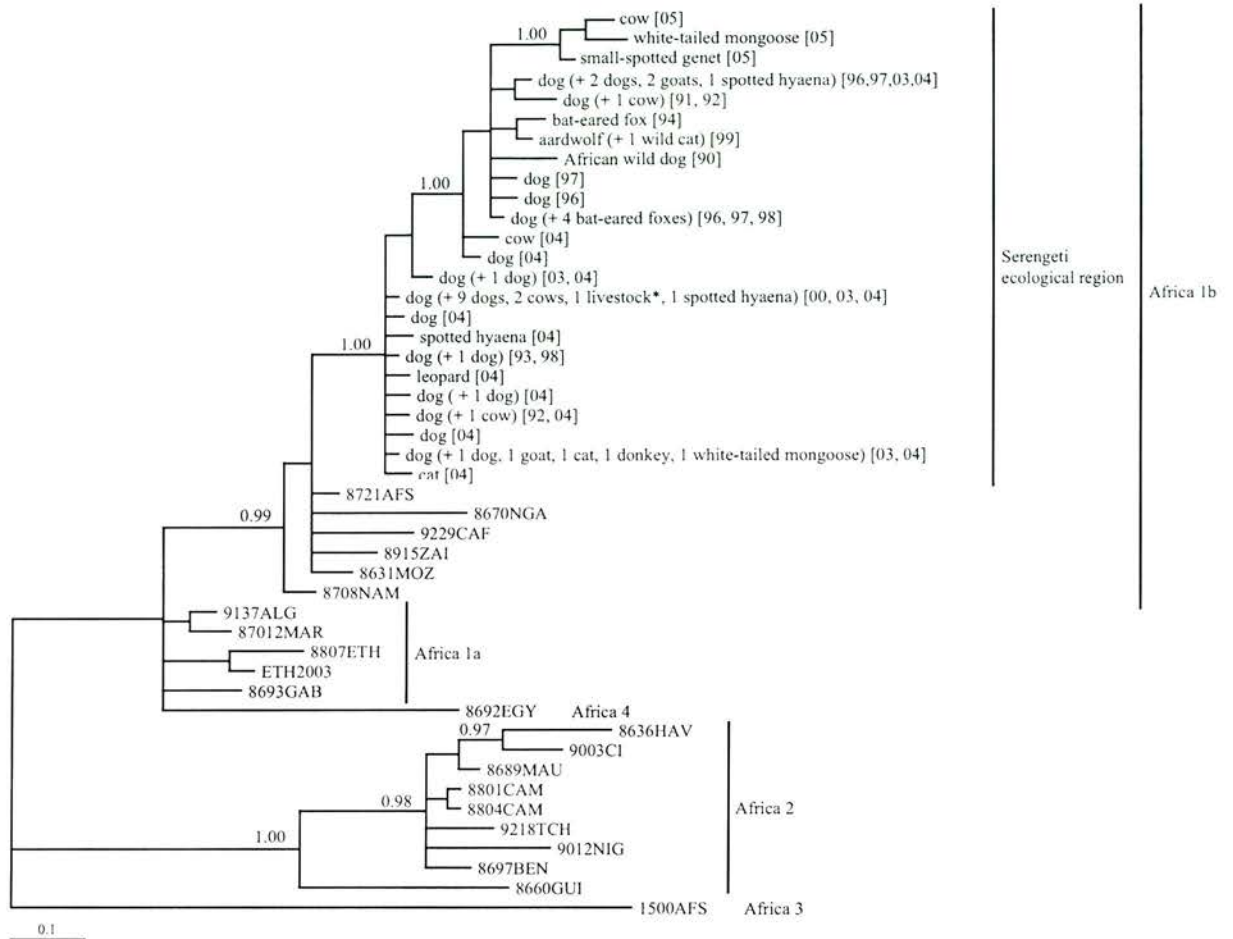 1.00
cow [05]
white-tailed mongoose [05]
small-spotted genet [05]
dog (+ 2 dogs, 2 goats, 1 spotted hyaena) [96,97,03,04]
dog (+ 1 cow) [91, 92]
bat-eared fox [94]
aardwolf (+ 1 wild cat) [99]
African wild dog [90]
1.00
dog [97]
dog [96]
dog (+ 4 bat-eared foxes) [96, 97, 98]
cow [04]
dog [04]
dog (+ 1 dog) [03, 04]
dog (+ 9 dogs, 2 cows, 1 livestock*, 1 spotted hyaena) [00, 03, 04]
dog [04]
spotted hyaena [04]
1.00
dog (+ 1 dog) [93, 98]
leopard [04]
dog ( + 1 dog) [04]
dog (+ 1 cow) [92, 04]
dog [04]
dog (+ 1 dog, 1 goat, 1 cat, 1 donkey, 1 white-tailed mongoose) [03, 04]
cat [04]
Serengeti
ecological region
Africa 1b
8721AFS
8670NGA
0.99
9229CAF
8915ZAI
8631MOZ
8708NAM
9137ALG
87012MAR
8807ETH
ETH2003
8693GAB
Africa 1a
8692EGY
Africa 4
0.97
8636HAV
9003CI
8689MAU
8801CAM
0.98
8804CAM
9218TCH
1.00
9012NIG
8697BEN
8660GUI
Africa 2
1500AFS
Africa 3
0.1